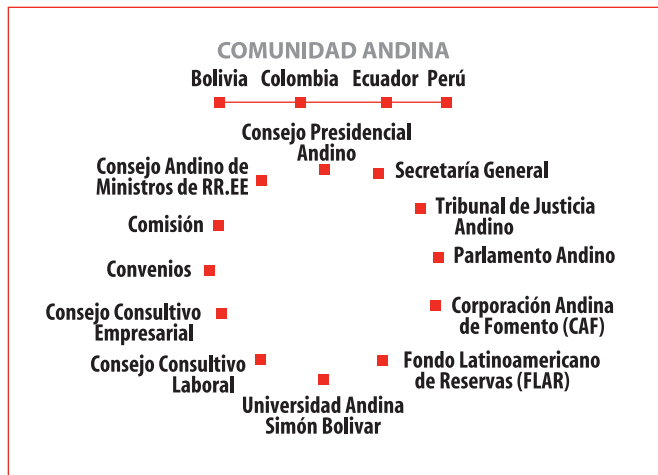 COMUNIDAD ANDINA
Bolivia Colombia Ecuador Perú
Consejo Presidencial
Andino
Secretaría General
Tribunal de Justicia
Andino
Parlamento Andino
Corporación Andina
de Fomento (CAF)
Fondo Latinoamericano
de Reservas (FLAR)
Universidad Andina
Simón Bolivar
Consejo Consultivo
Laboral
Consejo Consultivo
Empresarial
Convenios
Comisión
Consejo Andino de
Ministros de RR.EE